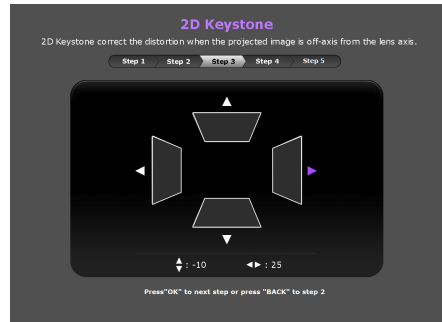 2D Keystone
2D Keystone correct the distortion when the projected image is off-axis from the lens axis.
Step 1 Step 2 Step 3 Step 4 Step 5
: -10 : 25
Press"OK" to next step or press "BACK" to step 2